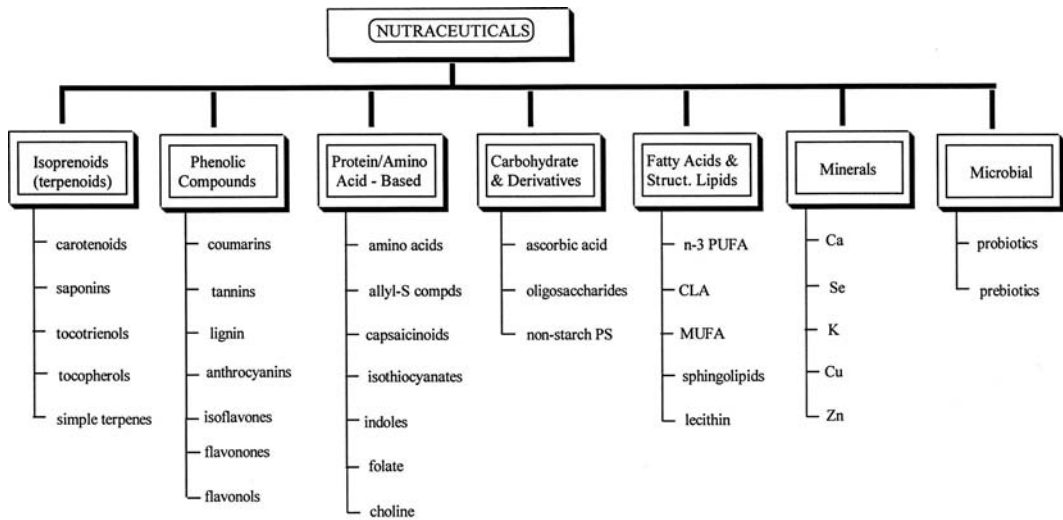 NUTRACEUTICALS
Isoprenoids
(terpenoids)
carotenoids
saponins
tocotrienols
tocopherols
simple terpenes
Phenolic
Compounds
coumarins
tannins
lignin
anthrocyanins
isoflavones
flavonones
flavonols
Protein/Amino
Acid - Based
amino acids
allyl-S compds
capsaicinoids
isothiocyanates
indoles
folate
choline
Carbohydrate
& Derivatives
ascorbic acid
oligosaccharides
non-starch PS
Fatty Acids &
Struct. Lipids
n-3 PUFA
CLA
MUFA
sphingolipids
lecithin
Minerals
Ca
Se
K
Cu
Zn
Microbial
probiotics
prebiotics